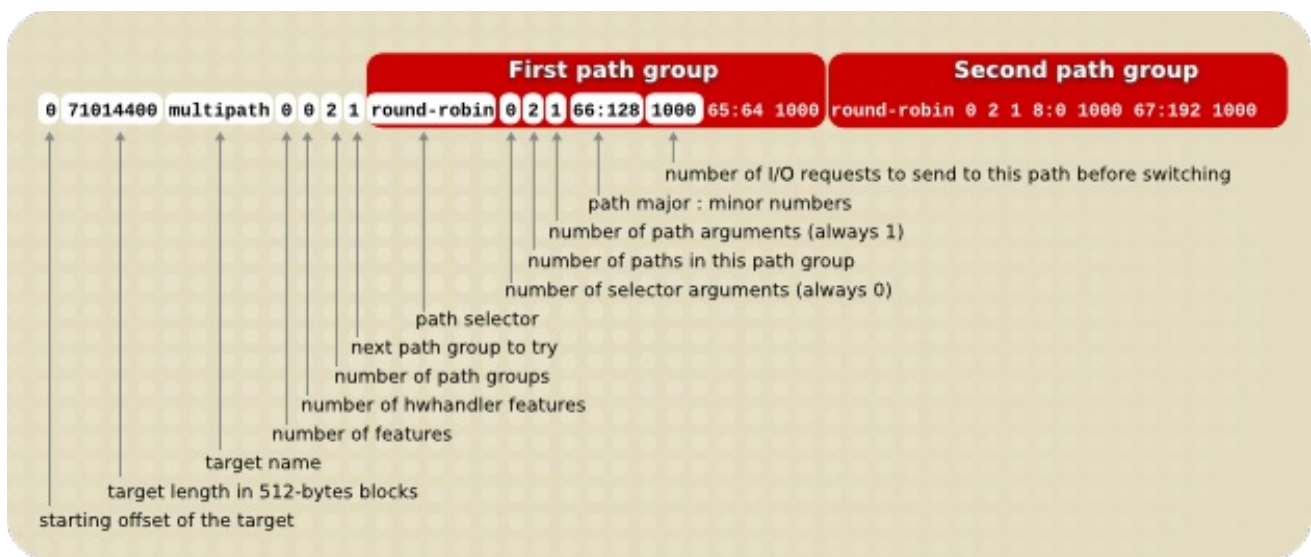 First path group Second path group
0 71014400 multipath 0 0 2 1 round-robin 0 2 1 66:128 1000 65:64 1000 round-robin 0 2 1 8:0 1000 67:192 1000
number of I/O requests to send to this path before switching
path major : minor numbers
number of path arguments (always 1)
number of paths in this path group
number of selector arguments (always 0)
path selector
next path group to try
number of path groups
number of hwhandler features
number of features
target name
target length in 512-bytes blocks
starting offset of the target